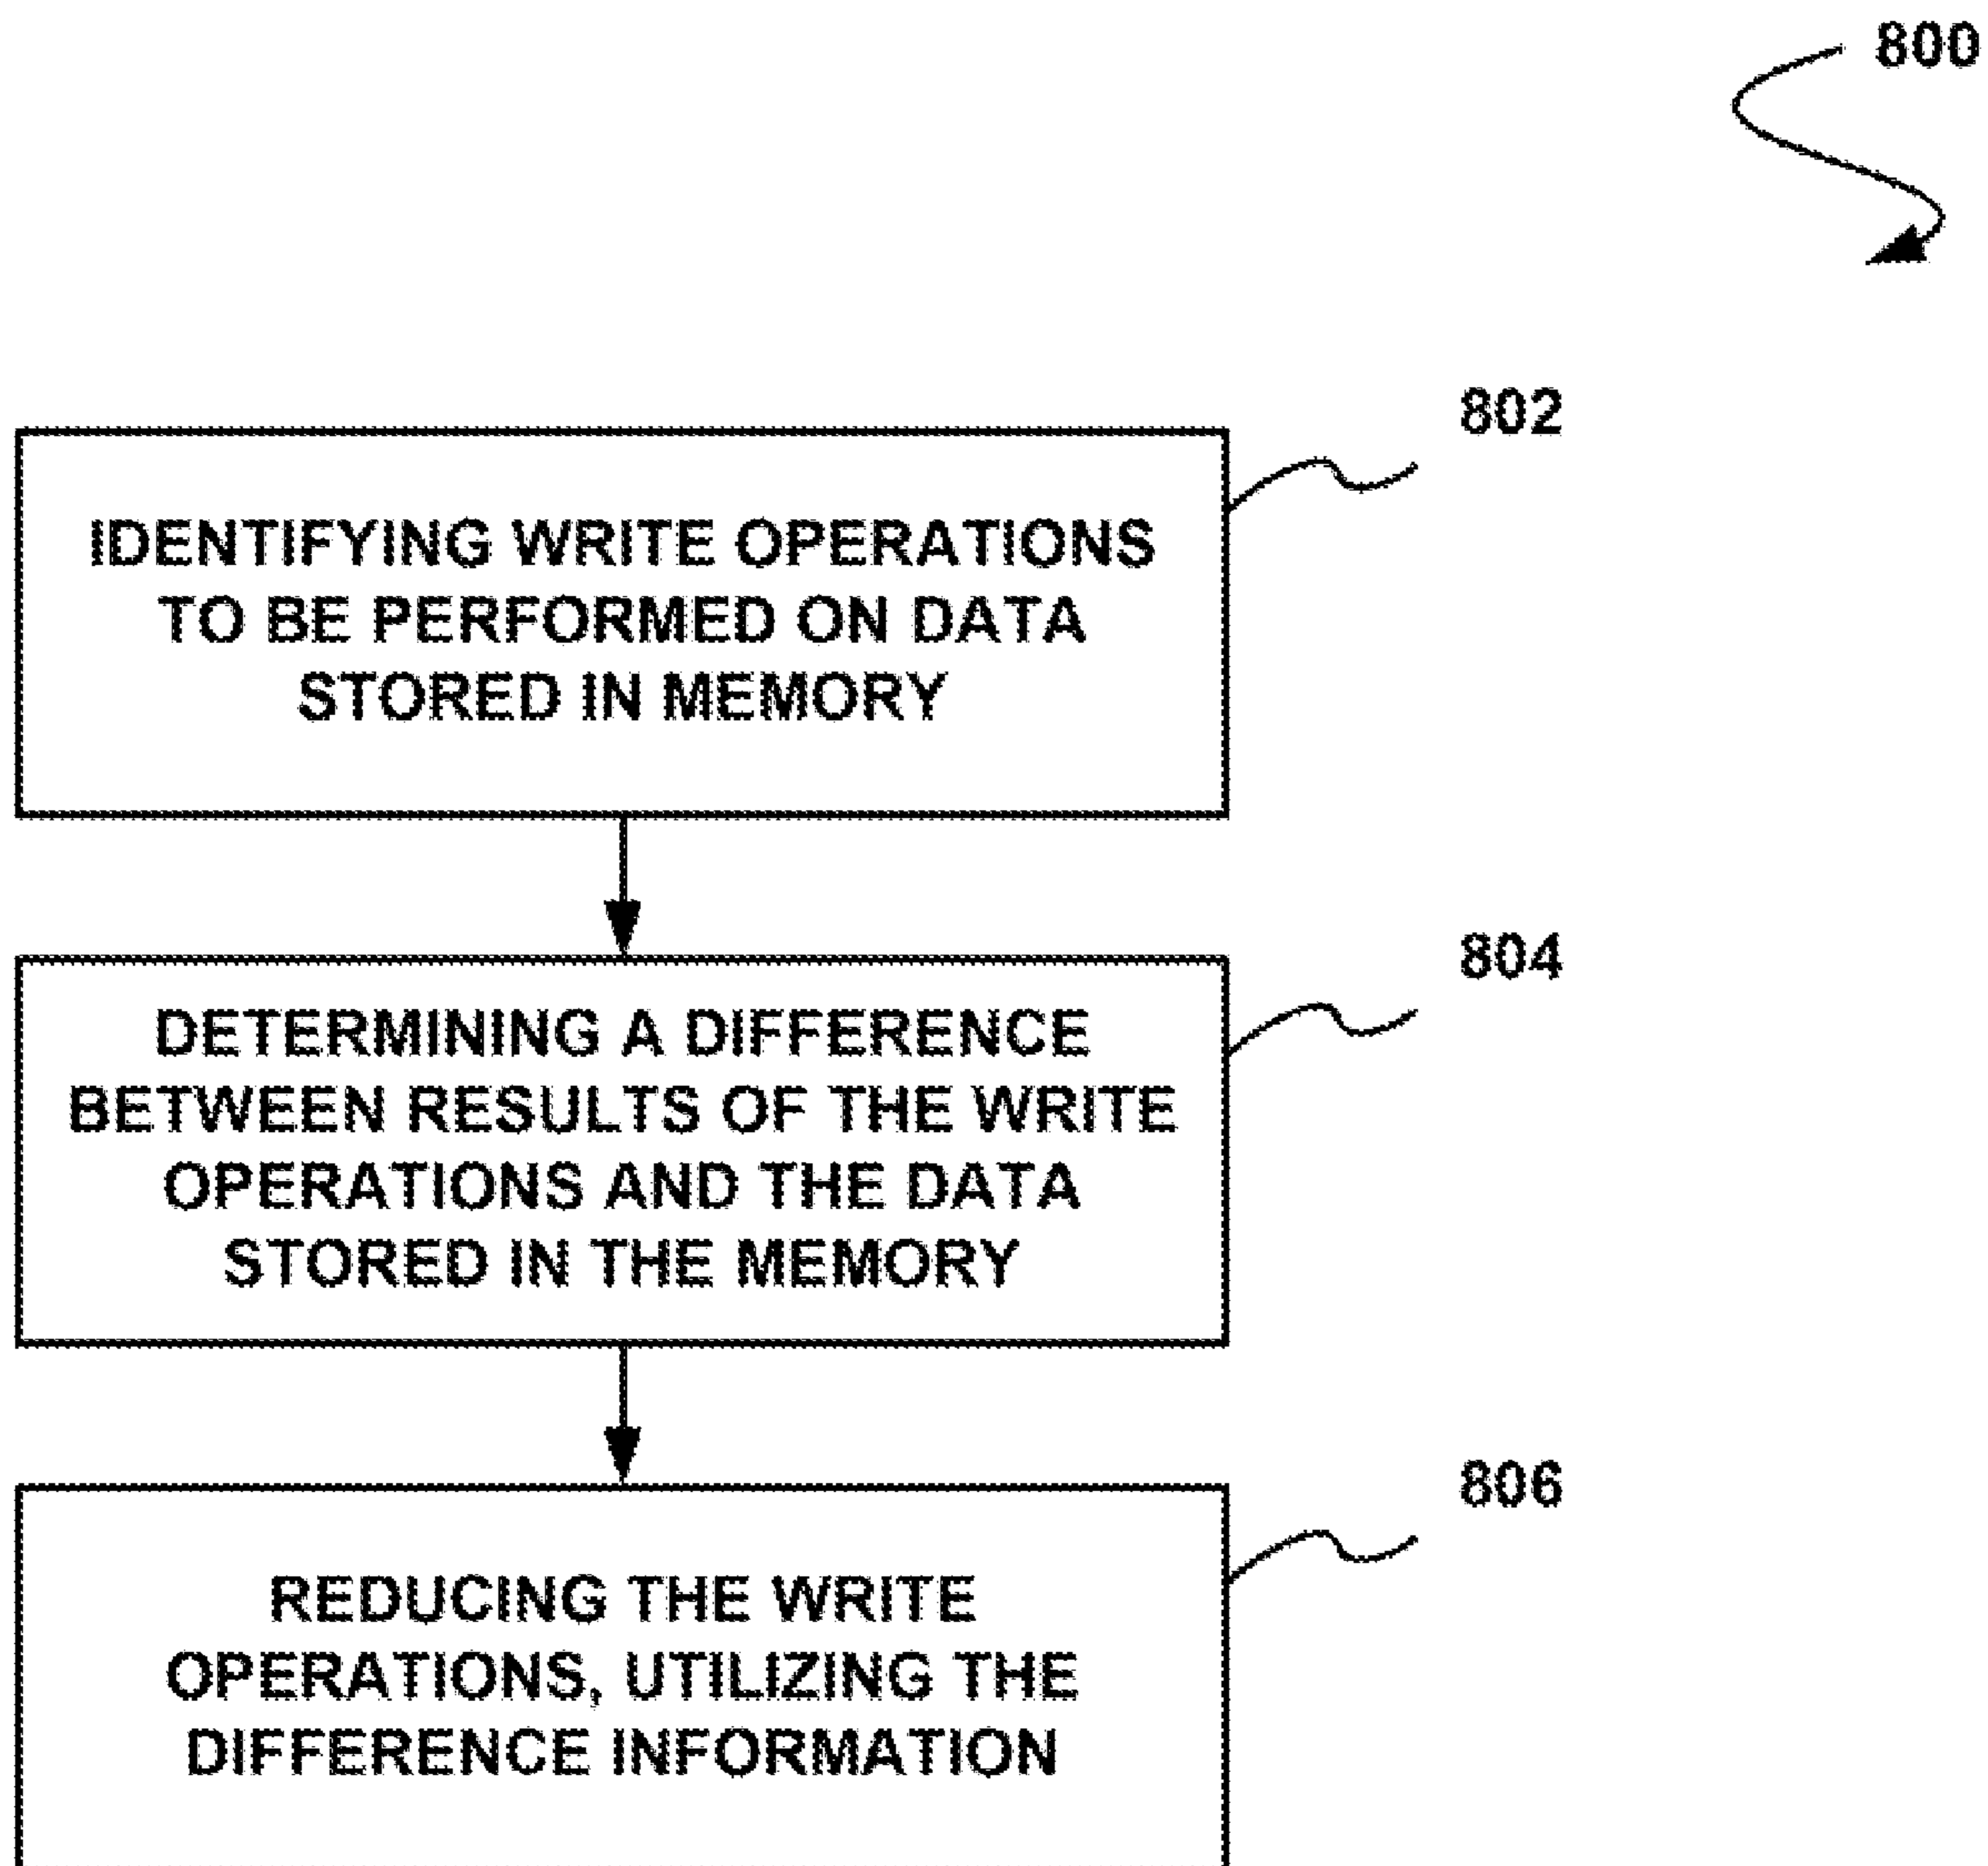 800
802
IDENTIFYING WRITE OPERATIONS
TO BE PERFORMED ON DATA
STORED IN MEMORY
804
DETERMINING A DIFFERENCE
BETWEEN RESULTS OF THE WRITE
OPERATIONS AND THE DATA
STORED IN THE MEMORY
806
REDUCING THE WRITE
OPERATIONS, UTILIZING THE
DIFFERENCE INFORMATION